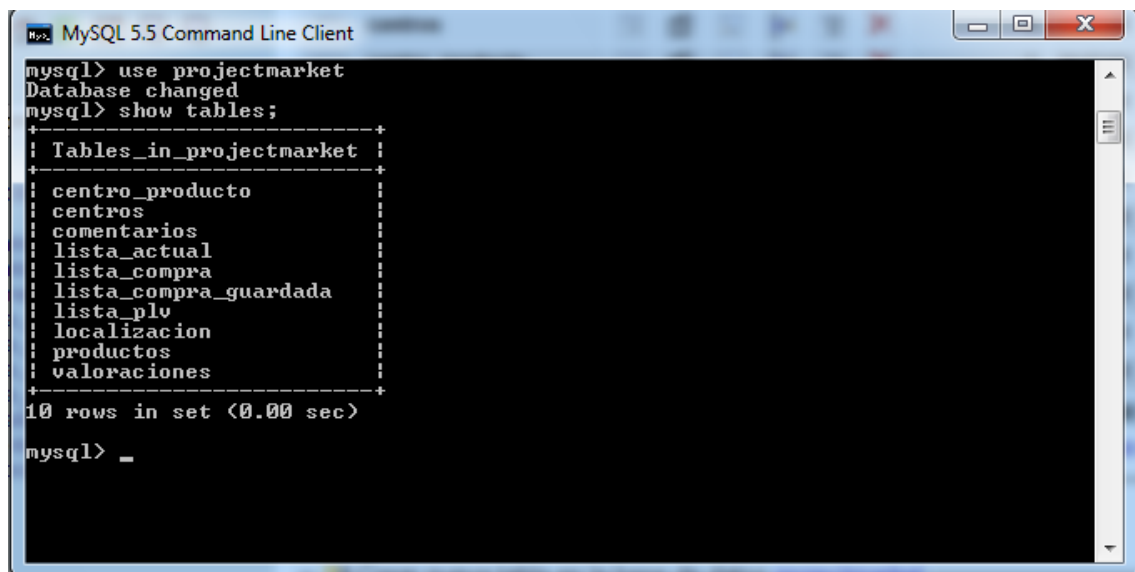 MySQL 5.5 Command Line Client
mysql> use projectmarket
Database changed
mysql> show tables;
+---------------------------+
| Tables_in_projectmarket |
+---------------------------+
| centro_producto |
| centros |
| comentarios |
| lista_actual |
| lista_compra |
| lista_compra_guardada |
| lista_plv |
| localizacion |
| productos |
| valoraciones |
+---------------------------+
10 rows in set (0.00 sec)
mysql> _